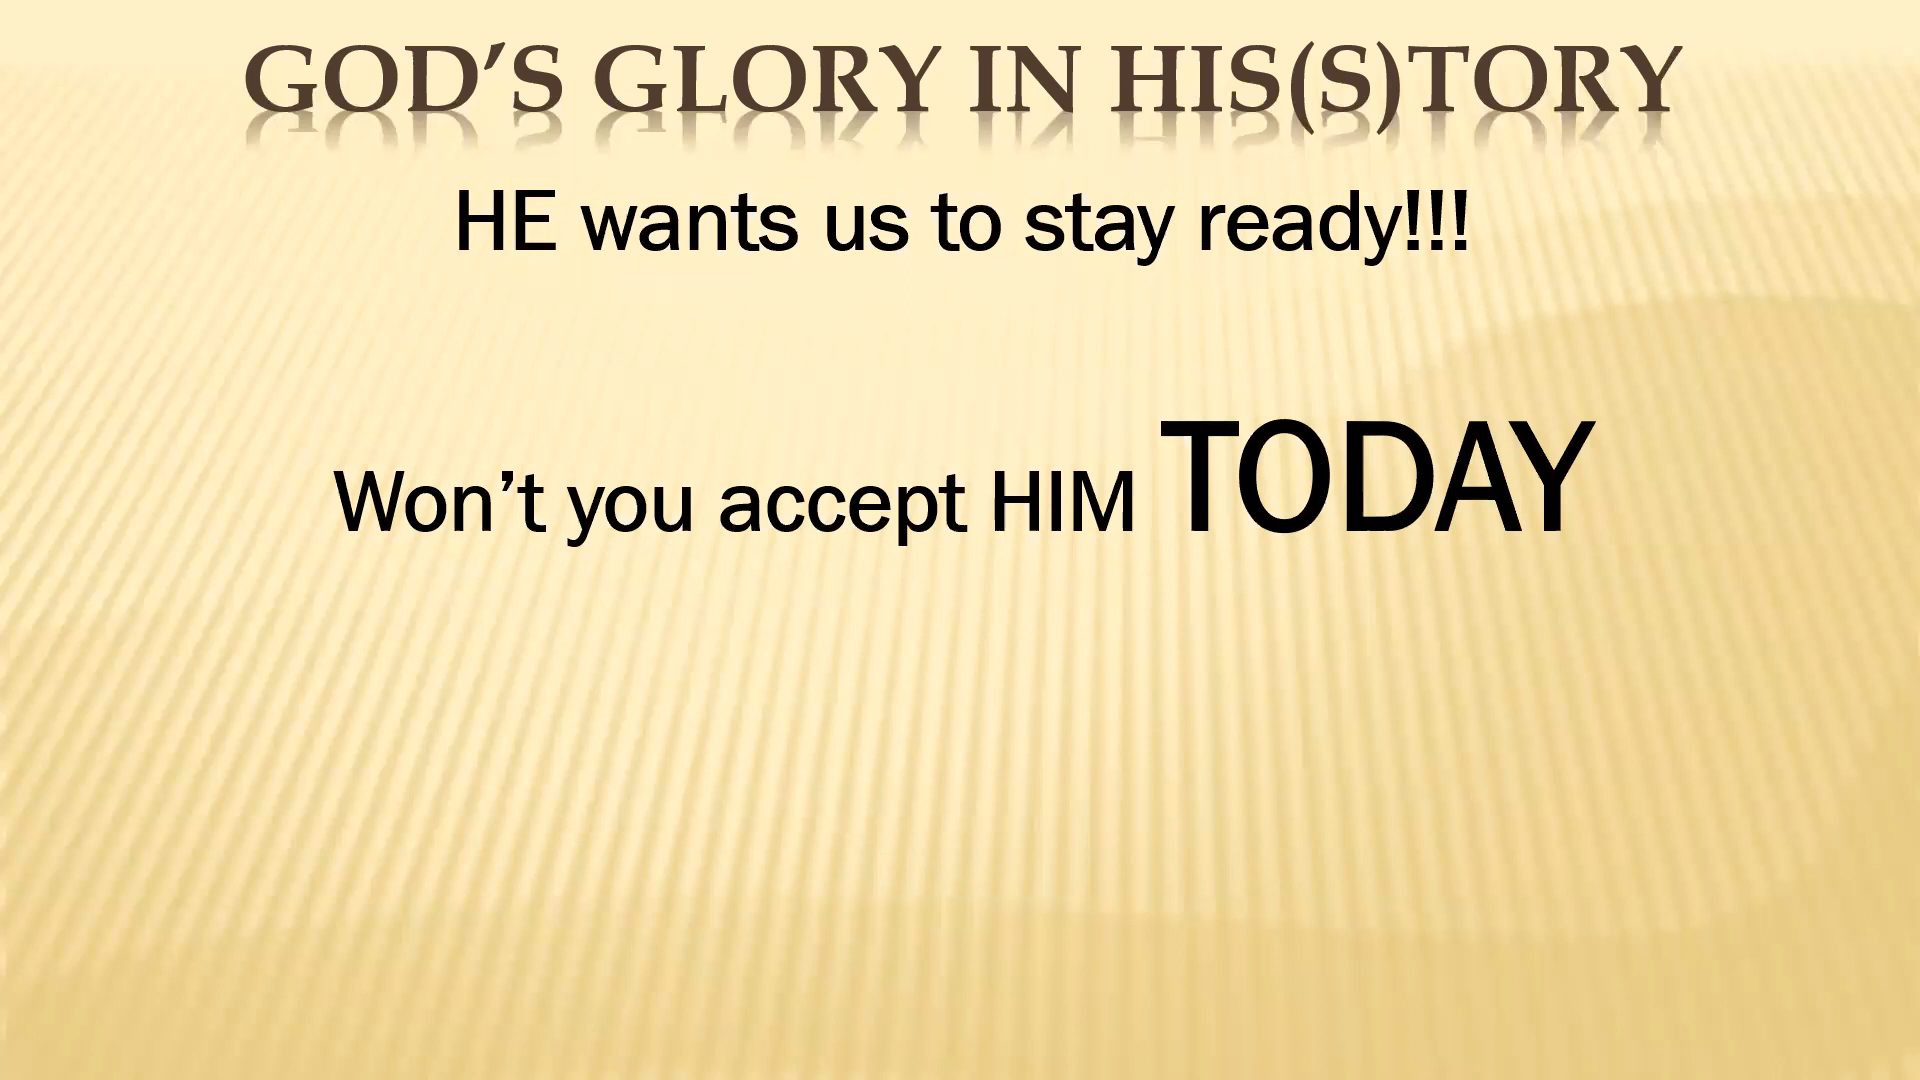 GOD’S GLORY IN HIS(S)TORY
HE wants us to stay ready!!!
Won’t you accept HIM TODAY